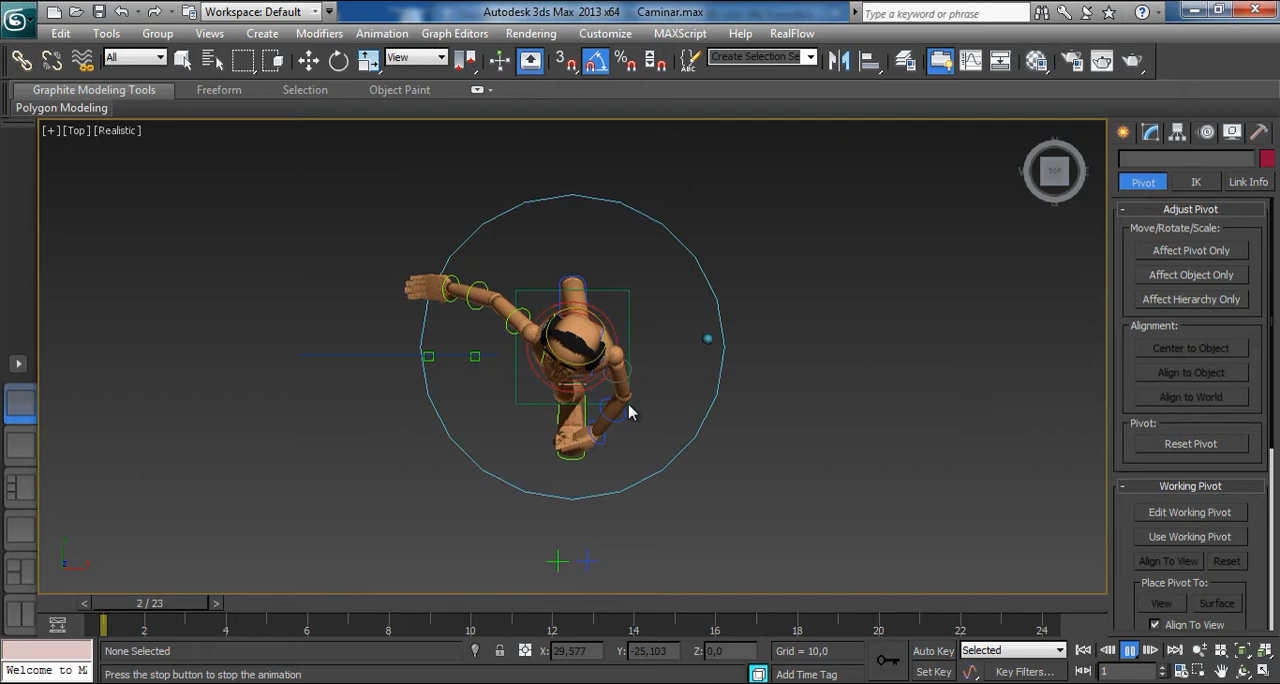 Workspace: Default
Autodesk 3ds Max 2013 x64
Caminar.max
Type a keyword or phrase
Edit Tools Group Views Create Modifiers Animation Graph Editors Rendering Customize MAXScript Help RealFlow
All
View
3
Create Selection Se
Graphite Modeling Tools Freeform Selection Object Paint
Polygon Modeling
[+] [Top] [Realistic]
TOP
Pivot IK Link Info
- Adjust Pivot
Move/Rotate/Scale:
Affect Pivot Only
Affect Object Only
Affect Hierarchy Only
Alignment:
Center to Object
Align to Object
Align to World
Pivot:
Reset Pivot
- Working Pivot
Edit Working Pivot
Use Working Pivot
Align To View Reset
Place Pivot To:
View Surface
Align To View
< 2 / 23 >
2 4 6 8 10 12 14 16 18 20 22 24
None Selected
X: 29,577 Y: -25,103 Z: 0,0 Grid = 10,0
Auto Key Selected
Welcome to M
Press the stop button to stop the animation
Add Time Tag
Set Key Key Filters...
1